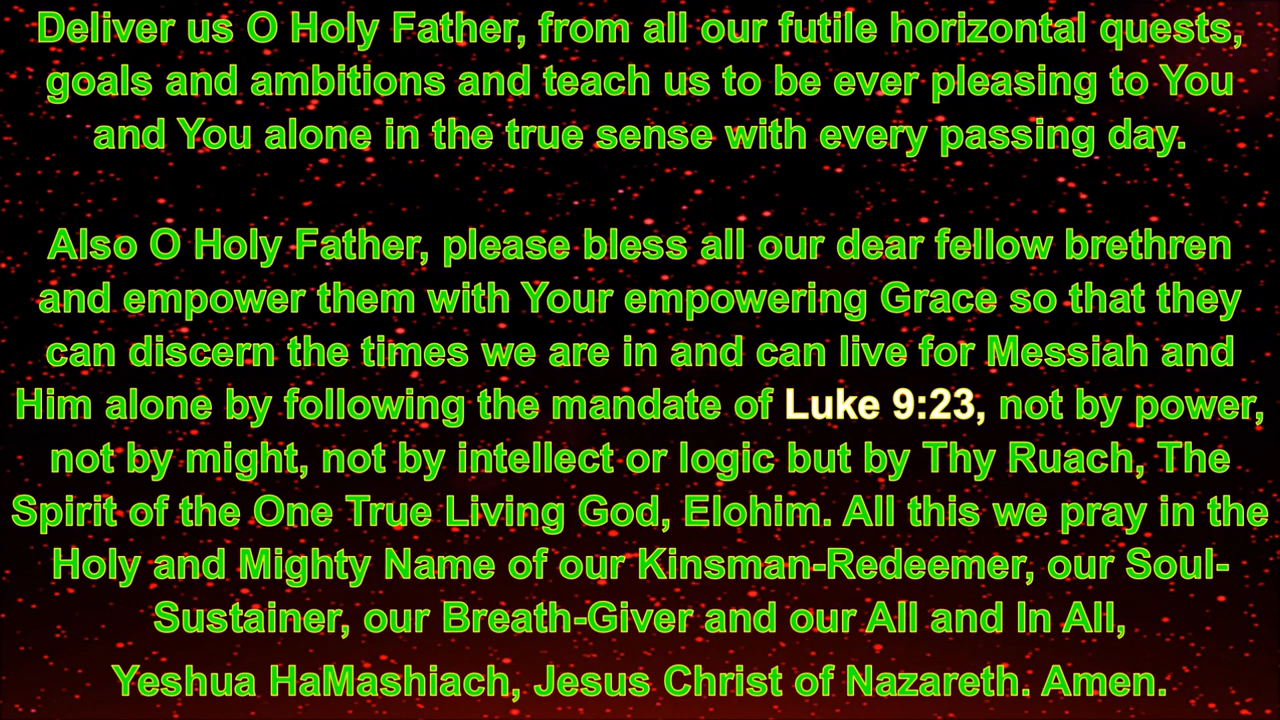 Deliver us O Holy Father, from all our futile horizontal quests,
goals and ambitions and teach us to be ever pleasing to You
and You alone in the true sense with every passing day.
Also O Holy Father, please bless all our dear fellow brethren
and empower them with Your empowering Grace so that they
can discern the times we are in and can live for Messiah and
Him alone by following the mandate of Luke 9:23, not by power,
not by might, not by intellect or logic but by Thy Ruach, The
Spirit of the One True Living God, Elohim. All this we pray in the
Holy and Mighty Name of our Kinsman-Redeemer, our Soul-
Sustainer, our Breath-Giver and our All and In All,
Yeshua HaMashiach, Jesus Christ of Nazareth. Amen.